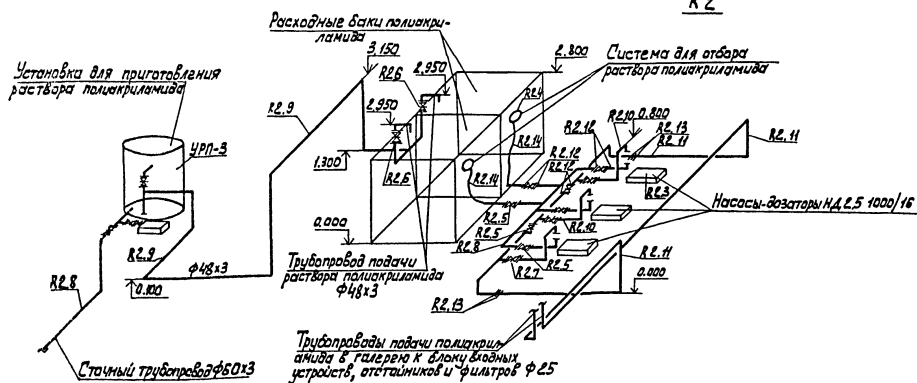 R2
Расходные баки полиакри-
ламида
3.150
2.800
Система для отбора
раствора полиакриламида
Установка для приготовления
раствора полиакриламида
R2.6
2.950
R2.9
R2.4
2.950
R2.10
0.800
R2.13
R2.11
R2.11
R2.12
УРП-3
R2.14
1.300
R2.12
R2.12
R2.6
R2.14
R2.3
R2.5
Насосы-дозаторы НД 2,5 1000/16
0.000
R2.5
R2.10
R2.8
R2.9
Трубопровод подачи
раствора полиакриламида
Ф48х3
R2.5
R2.11
R2.7
R2.8
Ф48х3
0.100
0.000
R2.13
Трубопроводы подачи полиакрил-
амида в галерею к блоку входных
устройств, отстойников и фильтров Ф25
Сточный трубопровод Ф60х3